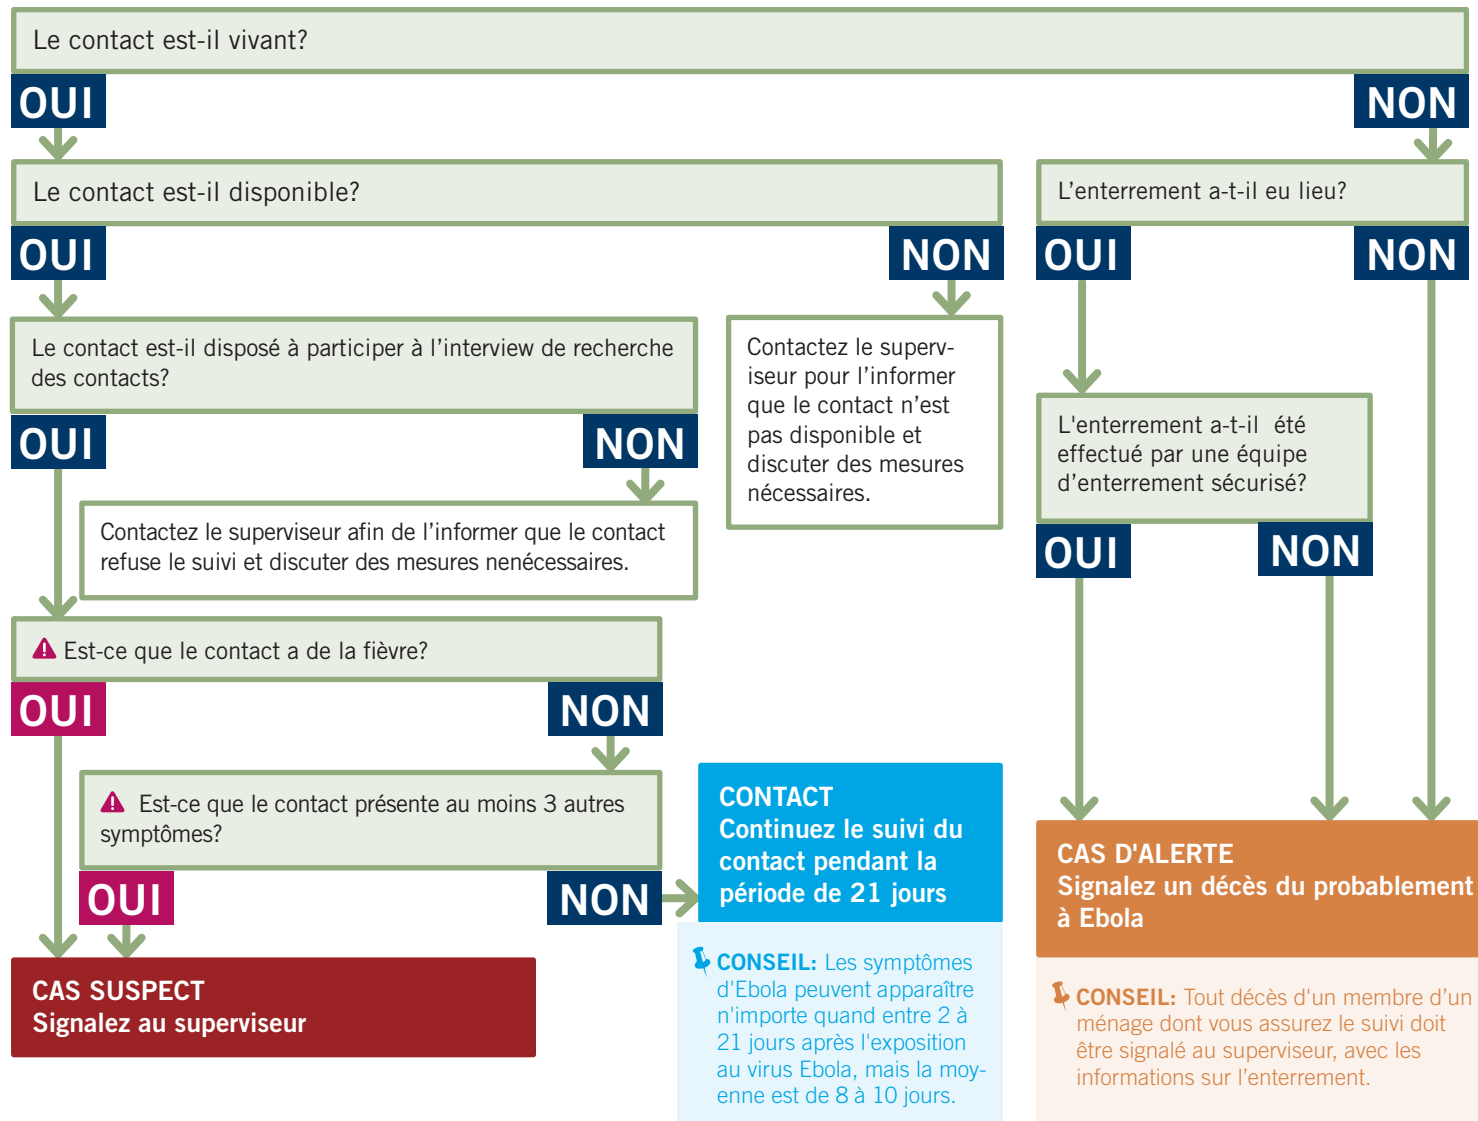 Le contact est-il vivant?
OUI
NON
Le contact est-il disponible?
L’enterrement a-t-il eu lieu?
OUI
NON
OUI
NON
Le contact est-il disposé à participer à l’interview de recherche
des contacts?
Contactez le superv-
iseur pour l’informer
que le contact n’est
pas disponible et
discuter des mesures
nécessaires.
L'enterrement a-t-il été
effectué par une équipe
d’enterrement sécurisé?
OUI
NON
OUI
NON
Contactez le superviseur afin de l’informer que le contact
refuse le suivi et discuter des mesures nenécessaires.
Est-ce que le contact a de la fièvre?
OUI
NON
Est-ce que le contact présente au moins 3 autres
symptômes?
OUI
NON
CONTACT
Continuez le suivi du
contact pendant la
période de 21 jours
CAS D'ALERTE
Signalez un décès du probablement
à Ebola
CAS SUSPECT
Signalez au superviseur
CONSEIL: Les symptômes
d'Ebola peuvent apparaître
n'importe quand entre 2 à
21 jours après l'exposition
au virus Ebola, mais la moy-
enne est de 8 à 10 jours.
CONSEIL: Tout décès d'un membre d’un
ménage dont vous assurez le suivi doit
être signalé au superviseur, avec les
informations sur l’enterrement.